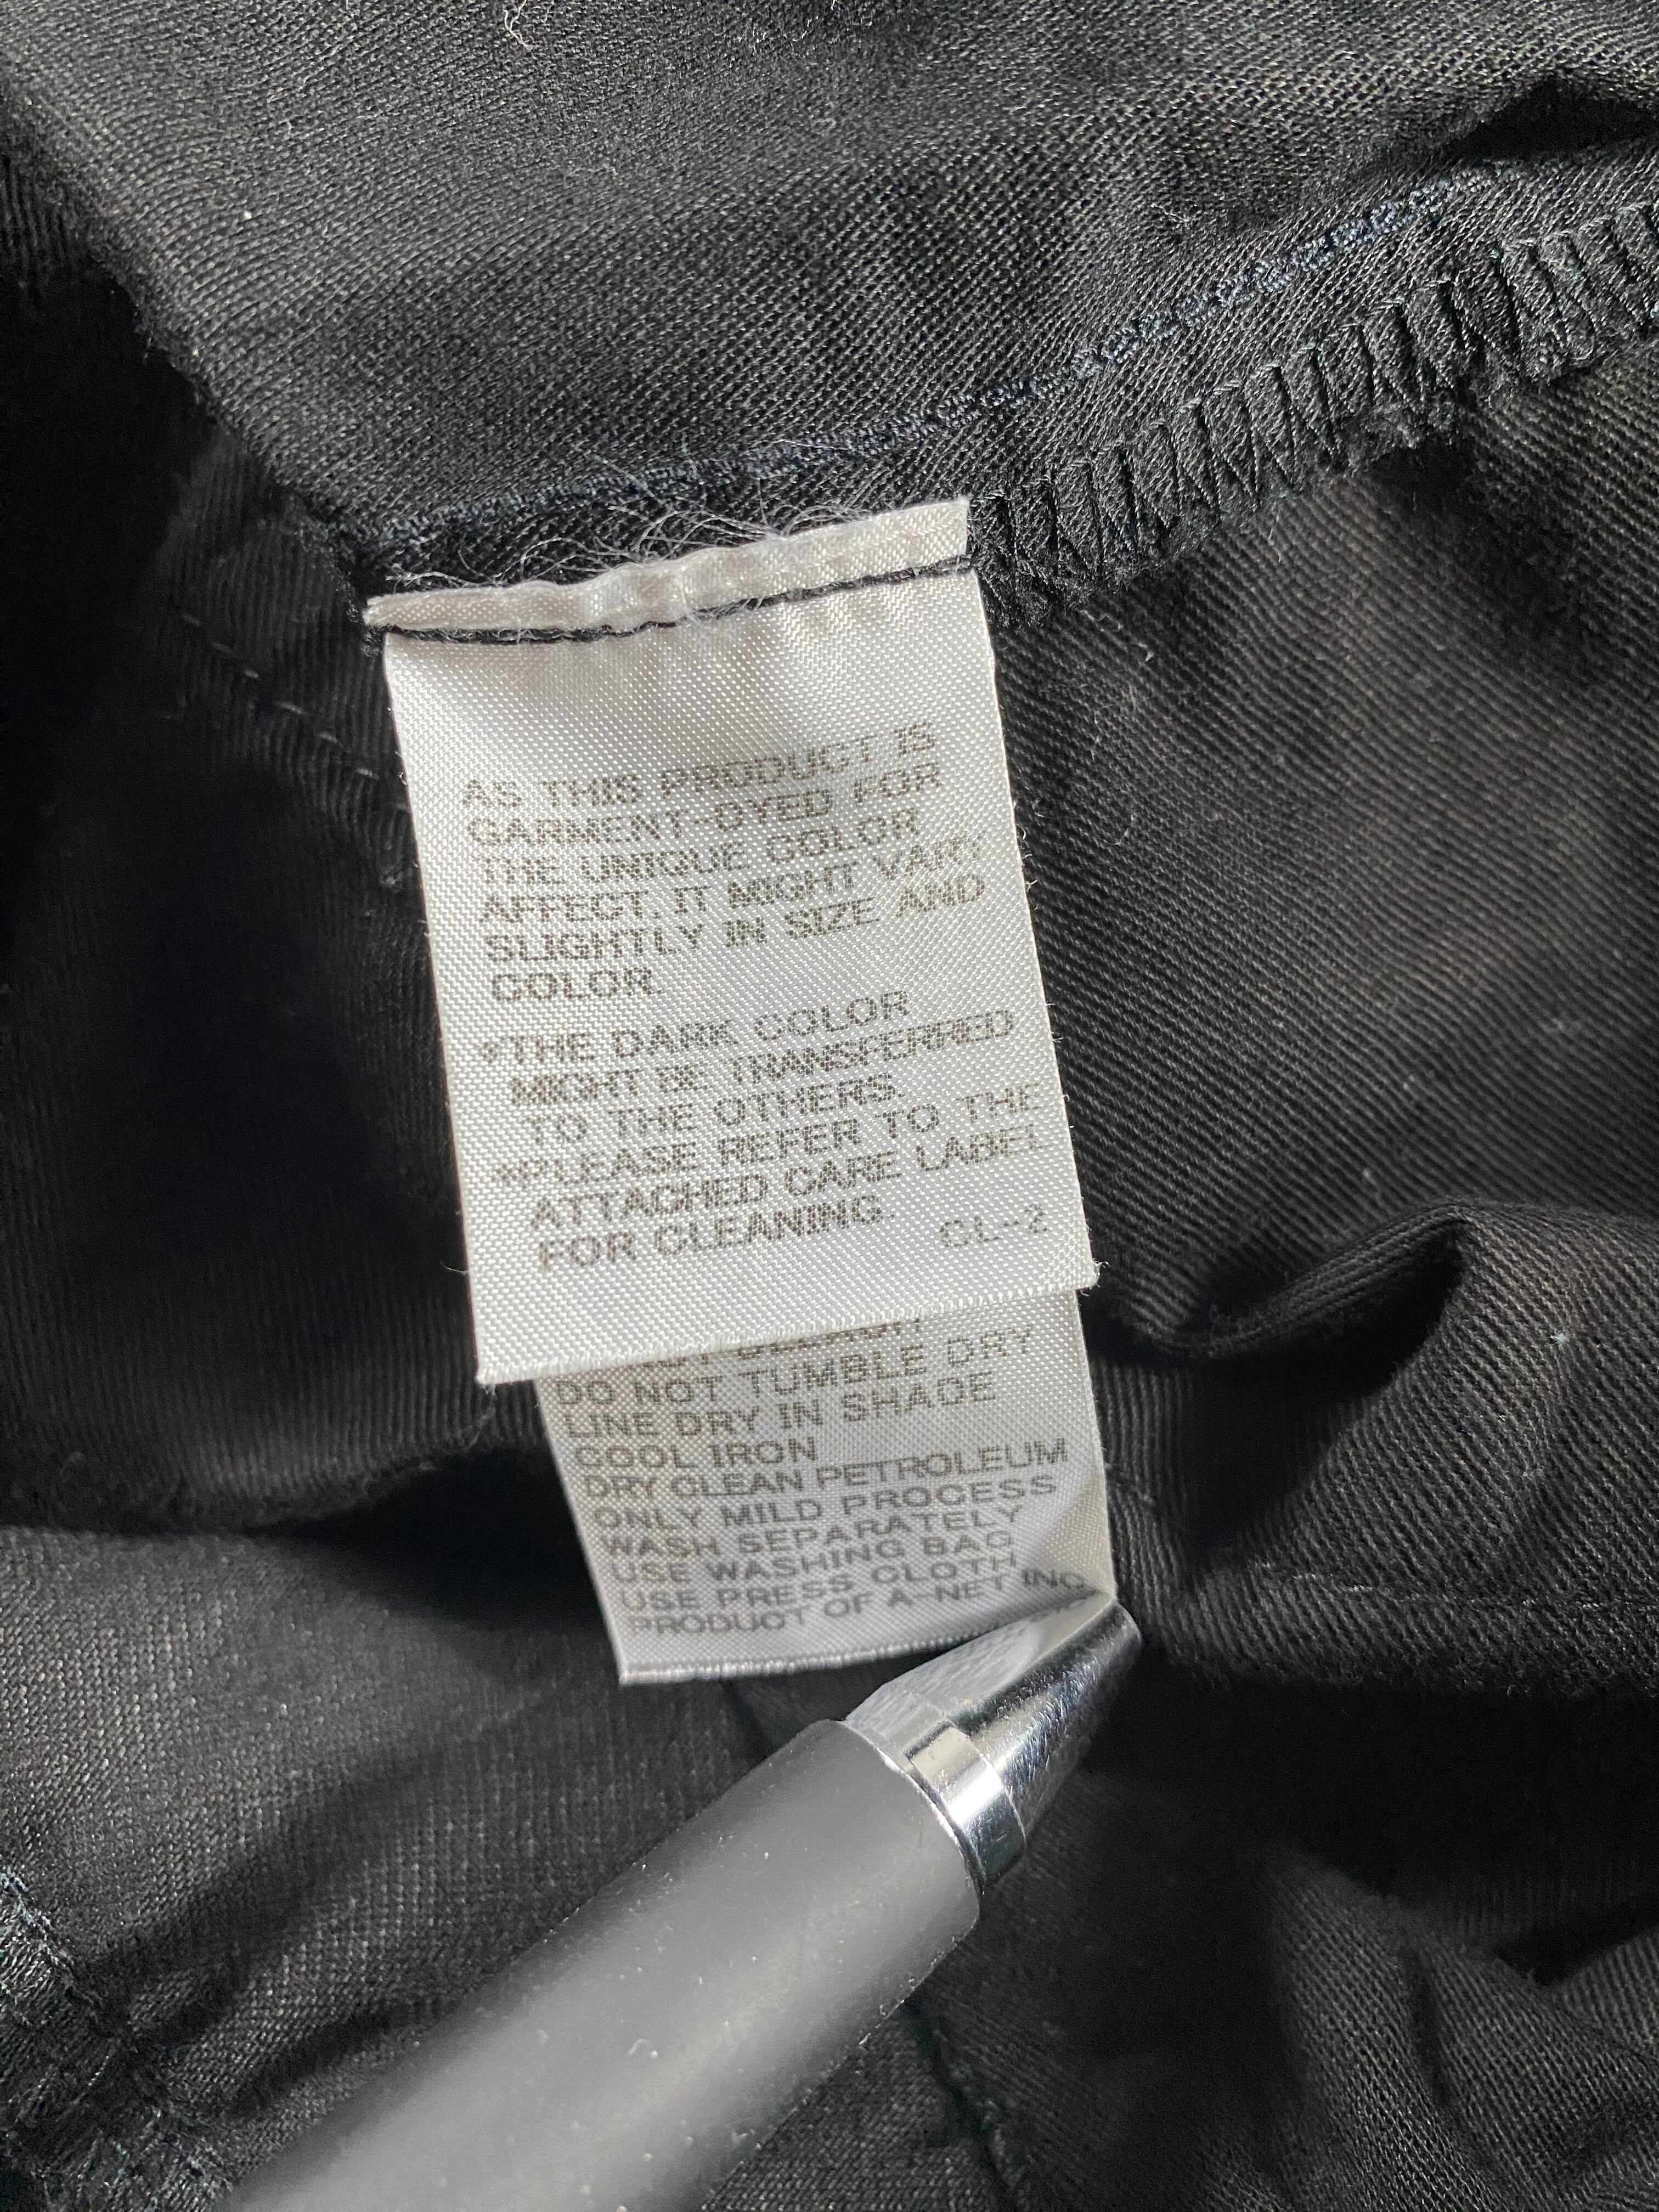 AS THIS PRODUCT IS
GARMENT-DYED FOR
THE UNIQUE COLOR
AFFECT. IT MIGHT VARY
SLIGHTLY IN SIZE AND
COLOR.
*THE DARK COLOR
MIGHT BE TRANSFERRED
TO THE OTHERS.
*PLEASE REFER TO THE
ATTACHED CARE LABEL
FOR CLEANING.
CL-2
DO NOT TUMBLE DRY
LINE DRY IN SHADE
COOL IRON
DRY CLEAN PETROLEUM
ONLY MILD PROCESS
WASH SEPARATELY
USE WASHING BAG
USE PRESS CLOTH
PRODUCT OF A-NET INC.